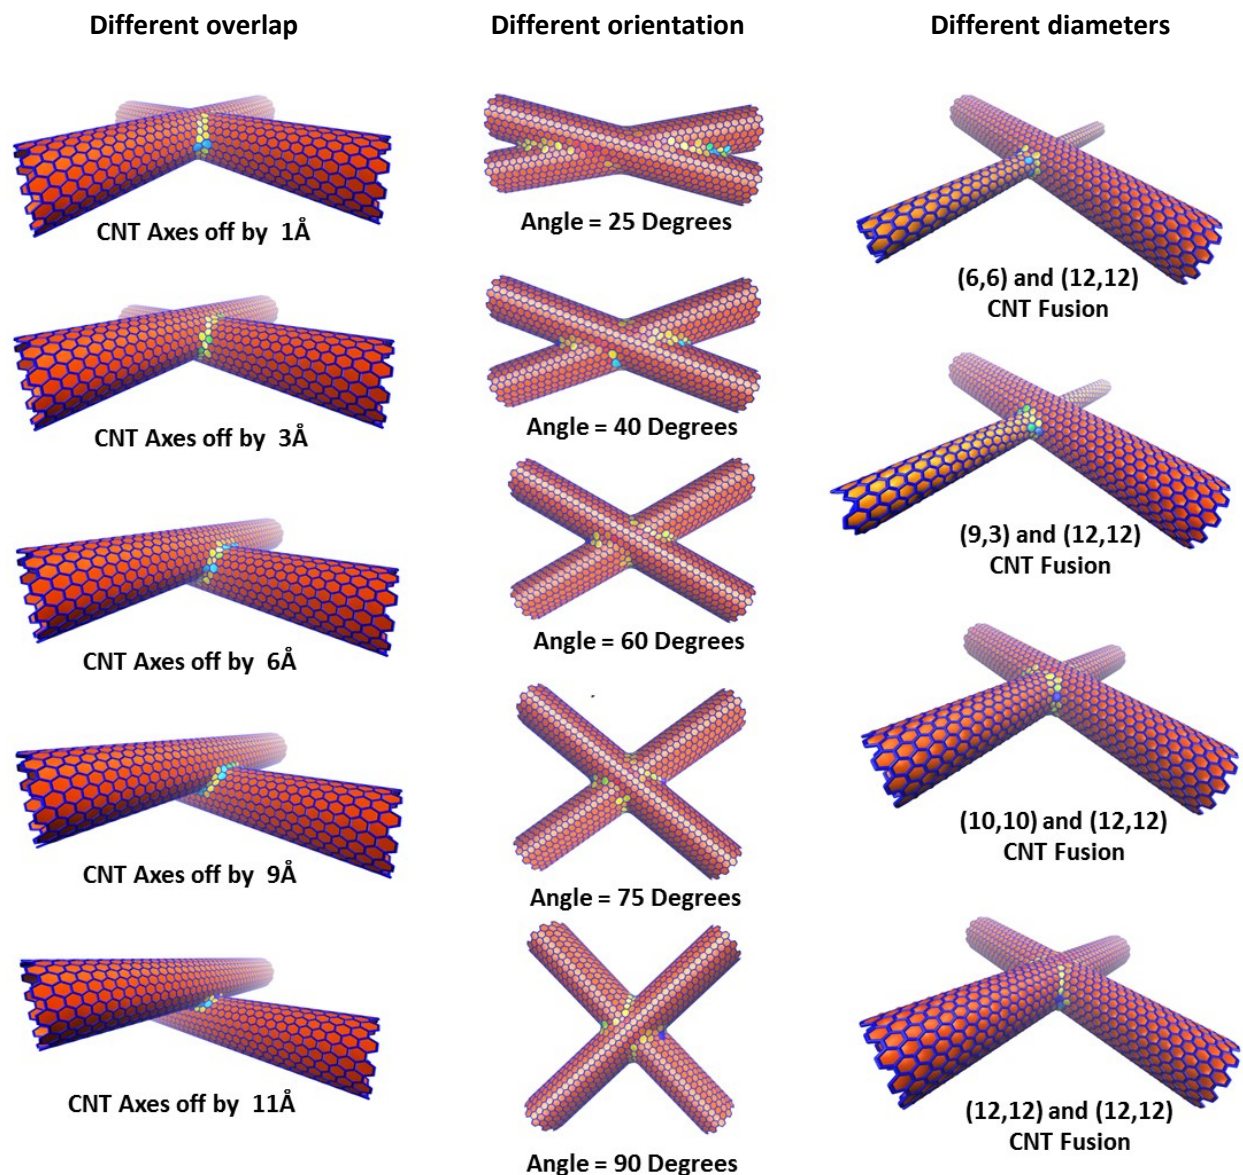 Different overlap
Different orientation
Different diameters
CNT Axes off by 1Å
CNT Axes off by 3Å
CNT Axes off by 6Å
CNT Axes off by 9Å
CNT Axes off by 11Å
Angle = 25 Degrees
Angle = 40 Degrees
Angle = 60 Degrees
Angle = 75 Degrees
Angle = 90 Degrees
(6,6) and (12,12)
CNT Fusion
(9,3) and (12,12)
CNT Fusion
(10,10) and (12,12)
CNT Fusion
(12,12) and (12,12)
CNT Fusion